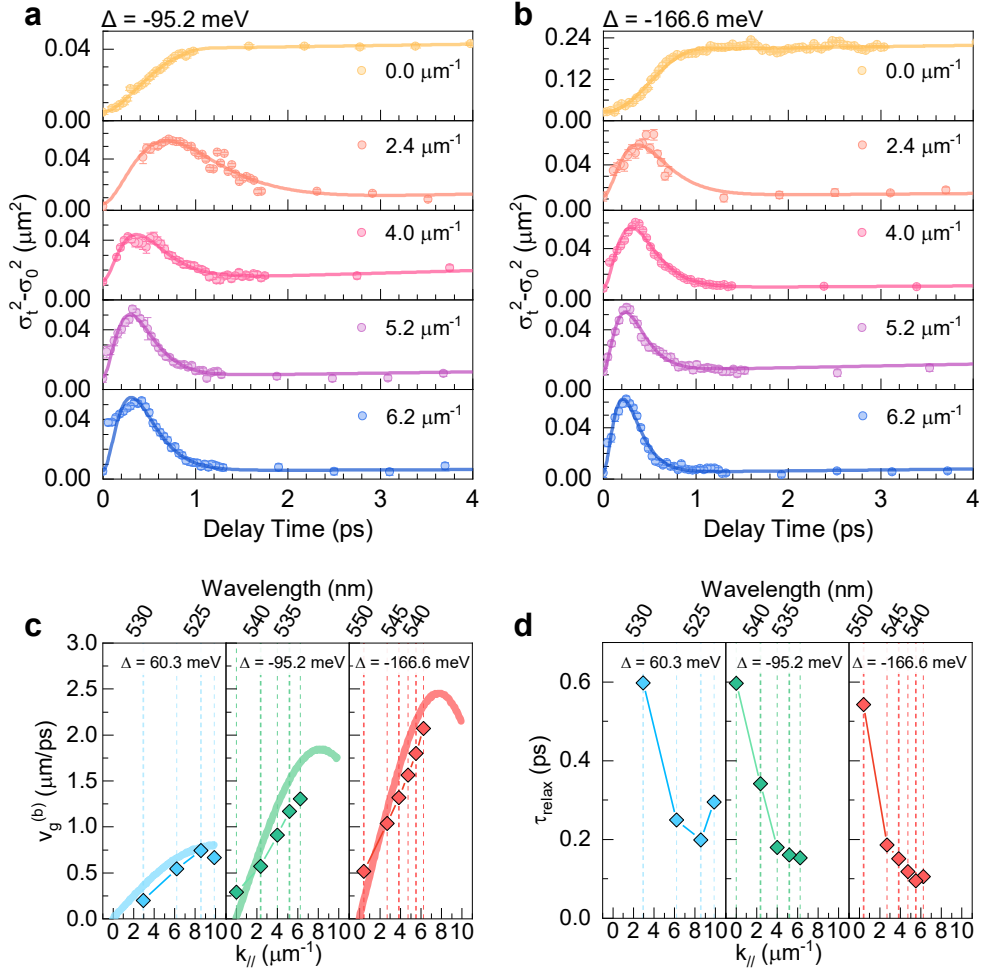 a
Δ = -95.2 meV
b
Δ = -166.6 meV
0.04
0.00
0.0 μm⁻¹
0.04
0.00
2.4 μm⁻¹
0.04
0.00
4.0 μm⁻¹
0.04
0.00
5.2 μm⁻¹
0.04
0.00
6.2 μm⁻¹
σₜ²-σ₀² (μm²)
0 1 2 3 4
Delay Time (ps)
0.24
0.12
0.00
0.0 μm⁻¹
0.04
0.00
2.4 μm⁻¹
0.04
0.00
4.0 μm⁻¹
0.04
0.00
5.2 μm⁻¹
0.04
0.00
6.2 μm⁻¹
σₜ²-σ₀² (μm²)
0 1 2 3 4
Delay Time (ps)
c
Wavelength (nm)
530 525 540 535 550 545 540
Δ = 60.3 meV Δ = -95.2 meV Δ = -166.6 meV
3.0
2.5
2.0
1.5
1.0
0.5
0.0
v_g^(b) (μm/ps)
0 2 4 6 8 10 0 2 4 6 8 10 0 2 4 6 8 10
k_// (μm⁻¹)
d
Wavelength (nm)
530 525 540 535 550 545 540
Δ = 60.3 meV Δ = -95.2 meV Δ = -166.6 meV
0.6
0.4
0.2
0.0
τ_relax (ps)
0 2 4 6 8 10 0 2 4 6 8 10 0 2 4 6 8 10
k_// (μm⁻¹)